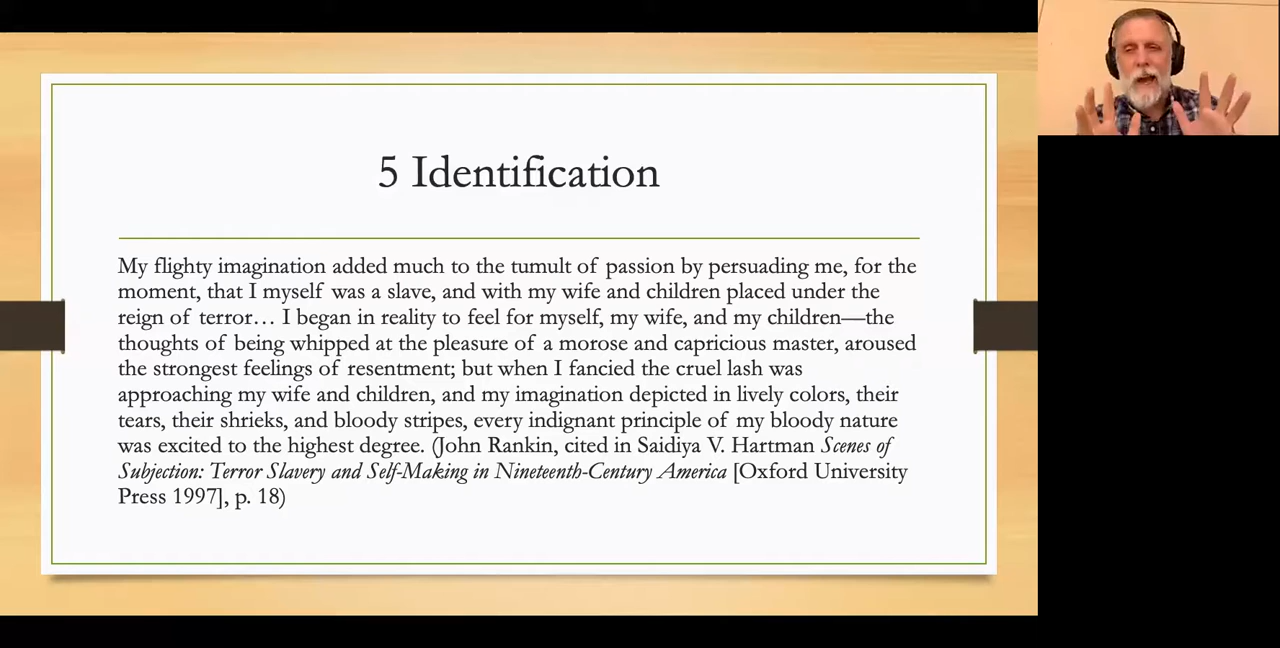 5 Identification
My flighty imagination added much to the tumult of passion by persuading me, for the
moment, that I myself was a slave, and with my wife and children placed under the
reign of terror… I began in reality to feel for myself, my wife, and my children—the
thoughts of being whipped at the pleasure of a morose and capricious master, aroused
the strongest feelings of resentment; but when I fancied the cruel lash was
approaching my wife and children, and my imagination depicted in lively colors, their
tears, their shrieks, and bloody stripes, every indignant principle of my bloody nature
was excited to the highest degree. (John Rankin, cited in Saidiya V. Hartman Scenes of
Subjection: Terror Slavery and Self-Making in Nineteenth-Century America [Oxford University
Press 1997], p. 18)